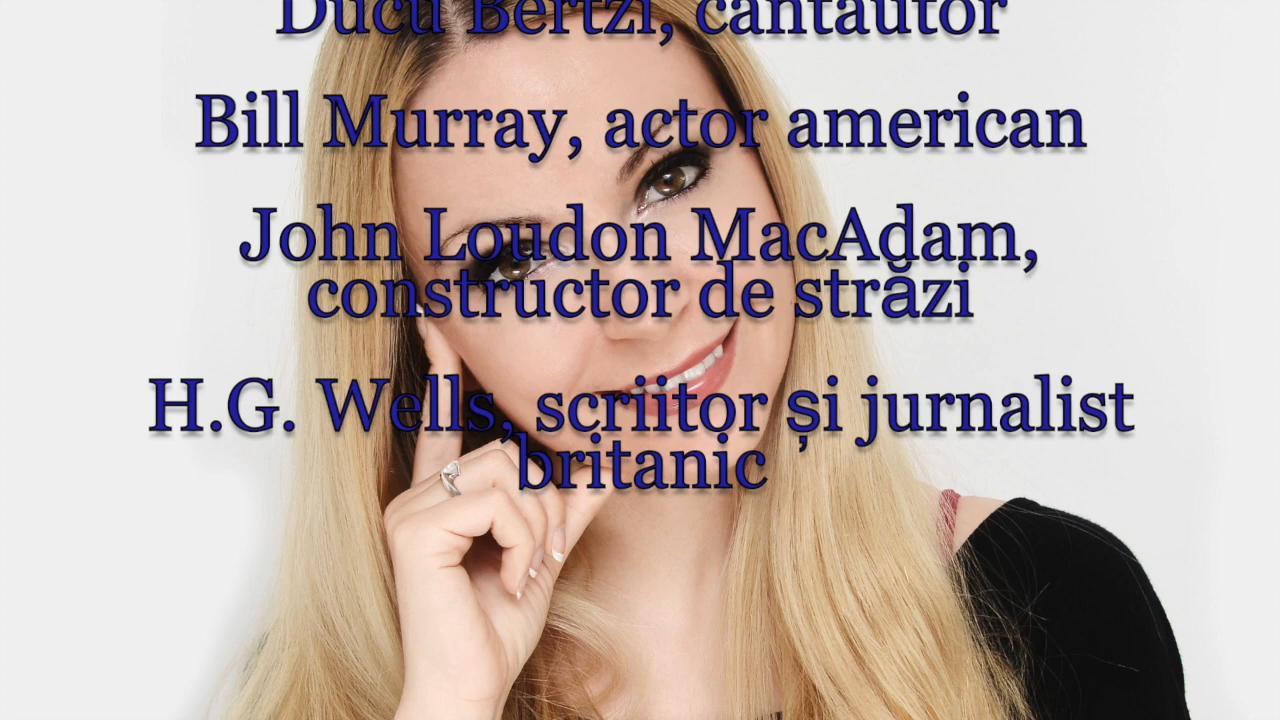 Ducu Bertzi, cantautor
Bill Murray, actor american
John Loudon MacAdam,
constructor de străzi
H.G. Wells, scriitor și jurnalist
britanic